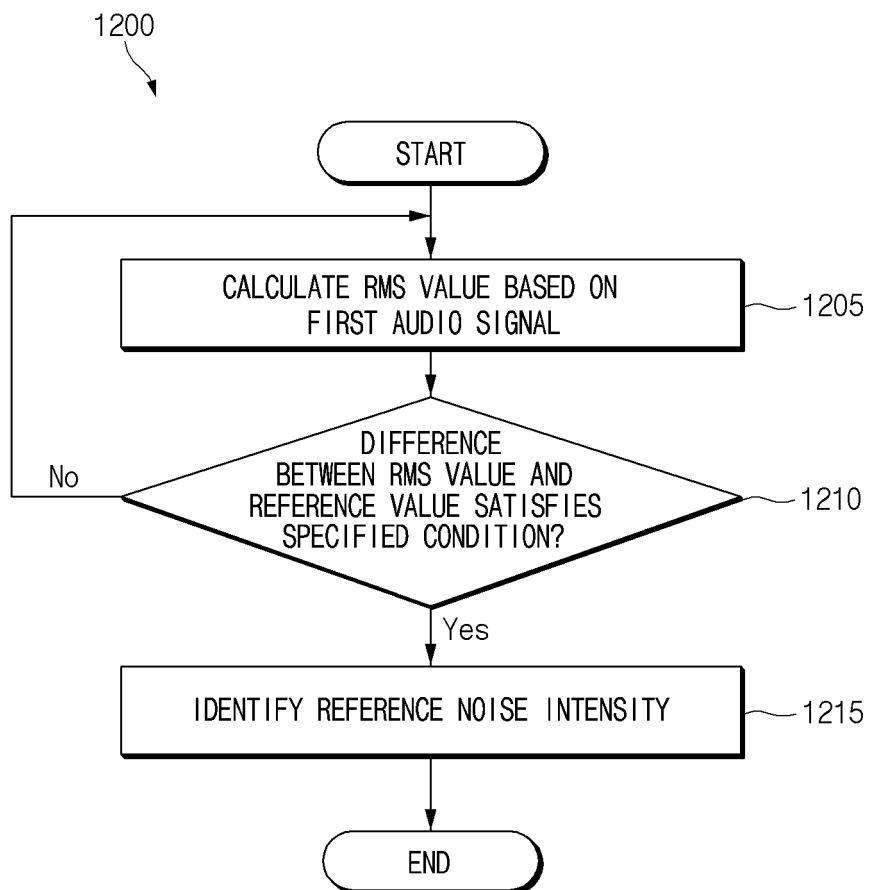 1200
START
CALCULATE RMS VALUE BASED ON
FIRST AUDIO SIGNAL
1205
DIFFERENCE
BETWEEN RMS VALUE AND
REFERENCE VALUE SATISFIES
SPECIFIED CONDITION?
No
1210
Yes
IDENTIFY REFERENCE NOISE INTENSITY
1215
END